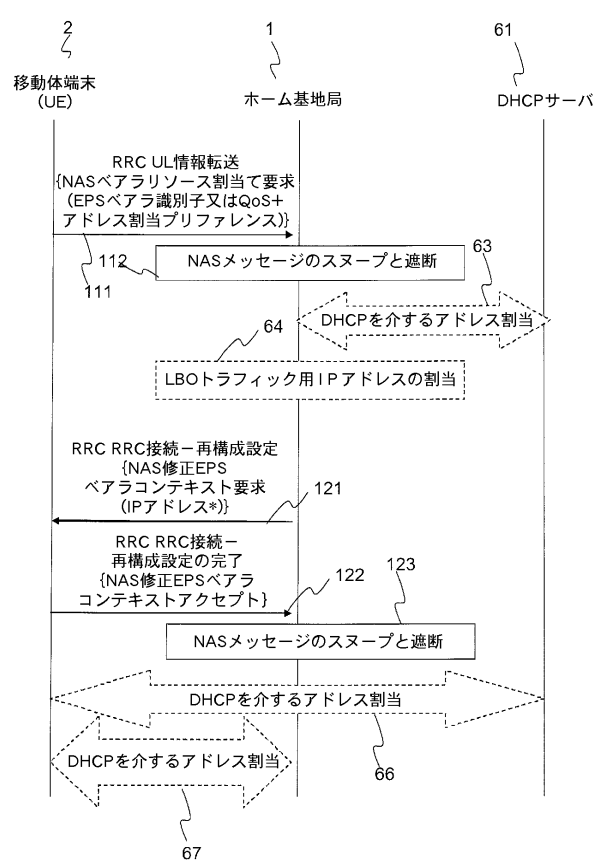 2
1
61
移動体端末
(UE)
ホーム基地局
DHCPサーバ
RRC UL情報転送
{NASベアラリソース割当て要求
(EPSベアラ識別子又はQoS+
アドレス割当プリファレンス)}
111
112
NASメッセージのスヌープと遮断
63
DHCPを介するアドレス割当
64
LBOトラフィック用IPアドレスの割当
RRC RRC接続-再構成設定
{NAS修正EPS
ベアラコンテキスト要求
(IPアドレス*)}
121
RRC RRC接続-
再構成設定の完了
{NAS修正EPSベアラ
コンテキストアクセプト}
122
123
NASメッセージのスヌープと遮断
DHCPを介するアドレス割当
66
DHCPを介するアドレス割当
67